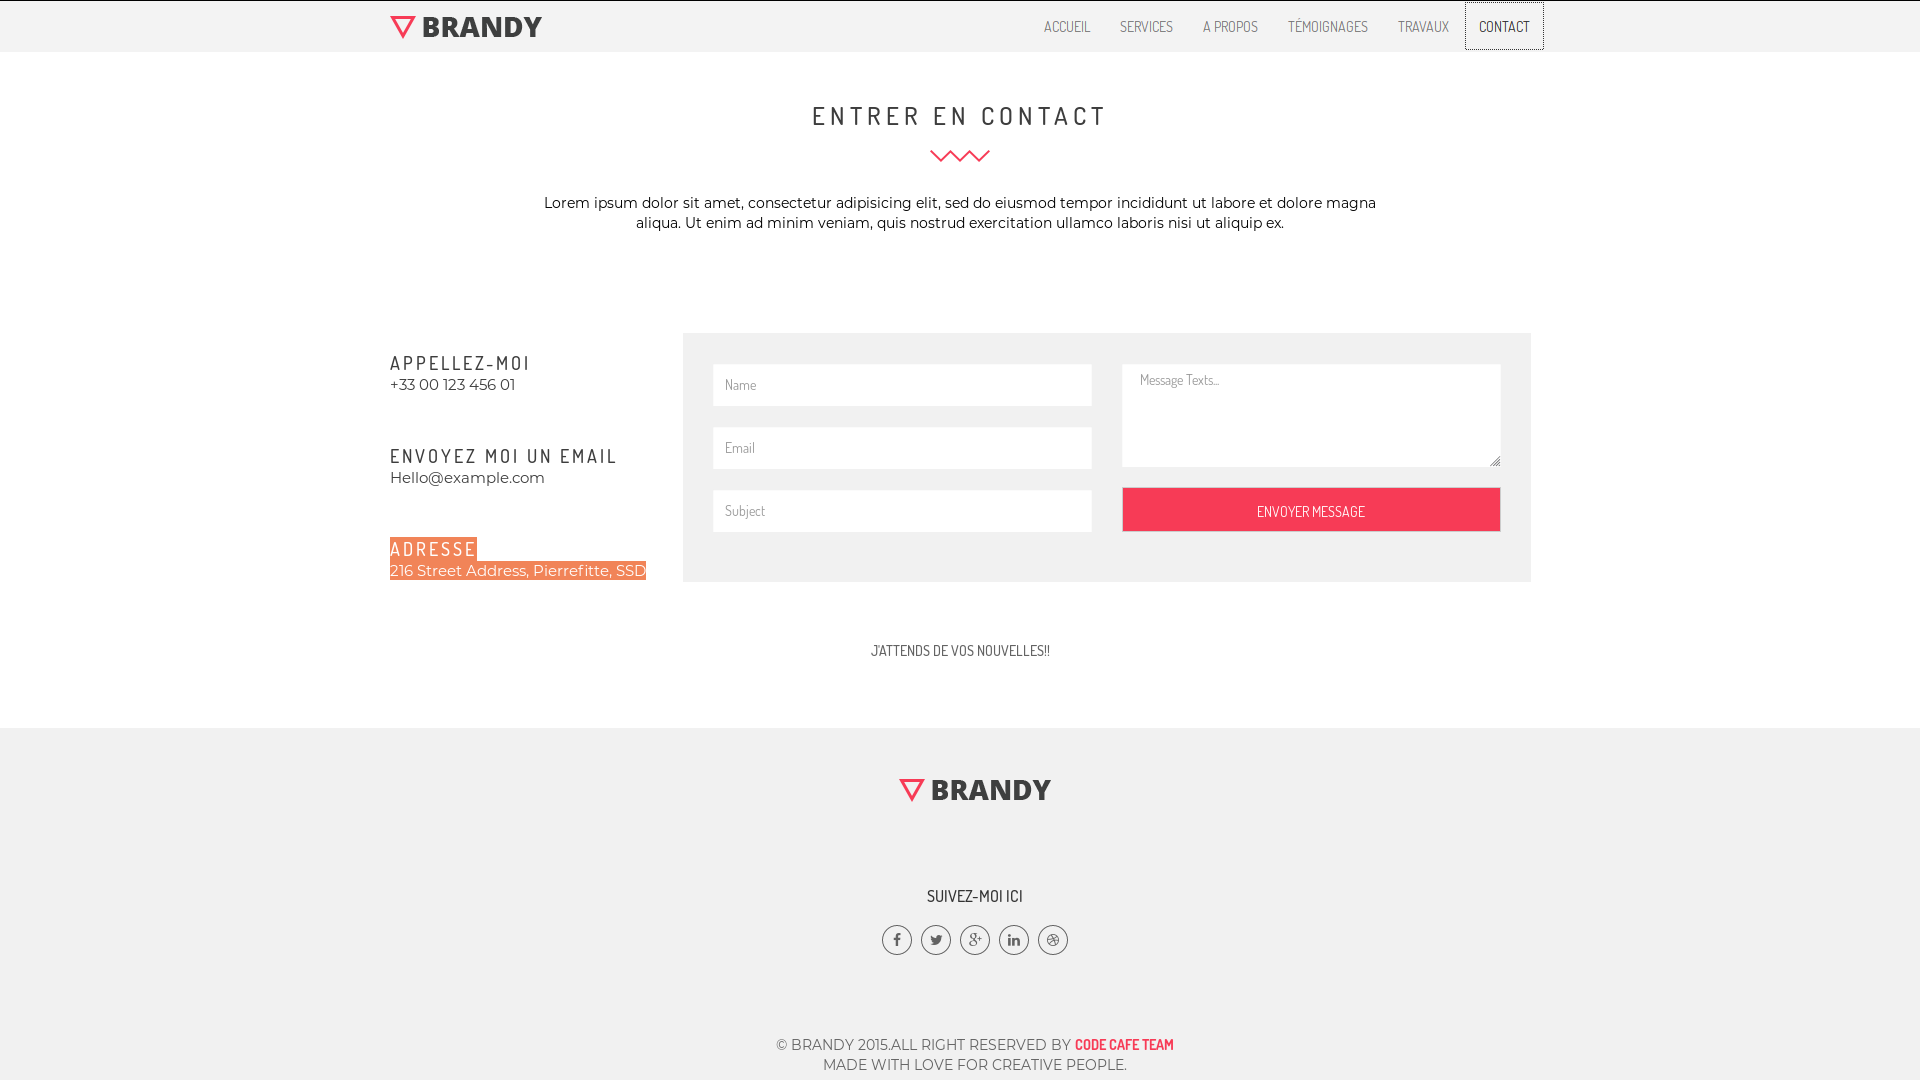 BRANDY
ACCUEIL SERVICES A PROPOS TÉMOIGNAGES TRAVAUX CONTACT
ENTRER EN CONTACT
Lorem ipsum dolor sit amet, consectetur adipisicing elit, sed do eiusmod tempor incididunt ut labore et dolore magna
aliqua. Ut enim ad minim veniam, quis nostrud exercitation ullamco laboris nisi ut aliquip ex.
APPELLEZ-MOI
+33 00 123 456 01
ENVOYEZ MOI UN EMAIL
Hello@example.com
ADRESSE
216 Street Address, Pierrefitte, SSD
Name
Email
Subject
Message Texts...
ENVOYER MESSAGE
J'ATTENDS DE VOS NOUVELLES!!
BRANDY
SUIVEZ-MOI ICI
© BRANDY 2015.ALL RIGHT RESERVED BY CODE CAFE TEAM
MADE WITH LOVE FOR CREATIVE PEOPLE.